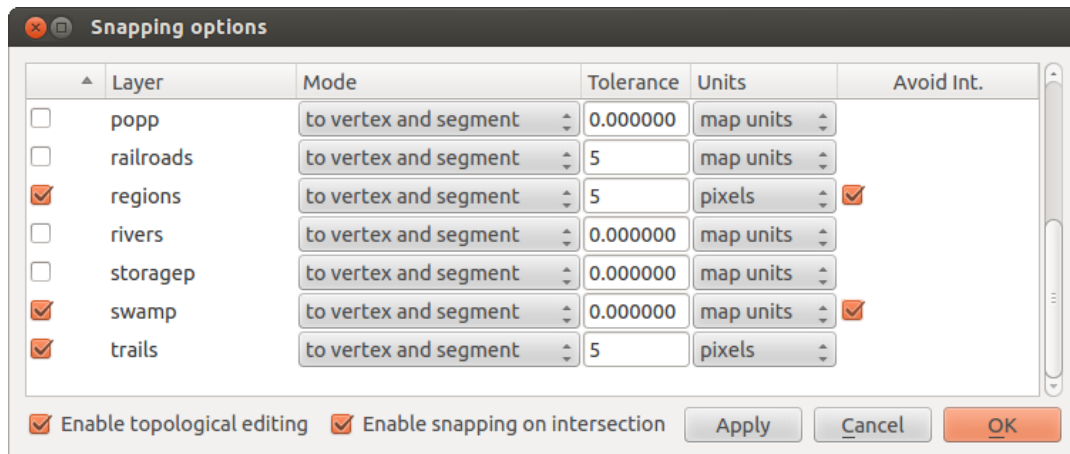 Snapping options
Layer Mode Tolerance Units Avoid Int.
popp to vertex and segment 0.000000 map units
railroads to vertex and segment 5 map units
regions to vertex and segment 5 pixels
rivers to vertex and segment 0.000000 map units
storagep to vertex and segment 0.000000 map units
swamp to vertex and segment 0.000000 map units
trails to vertex and segment 5 pixels
Enable topological editing Enable snapping on intersection Apply Cancel OK